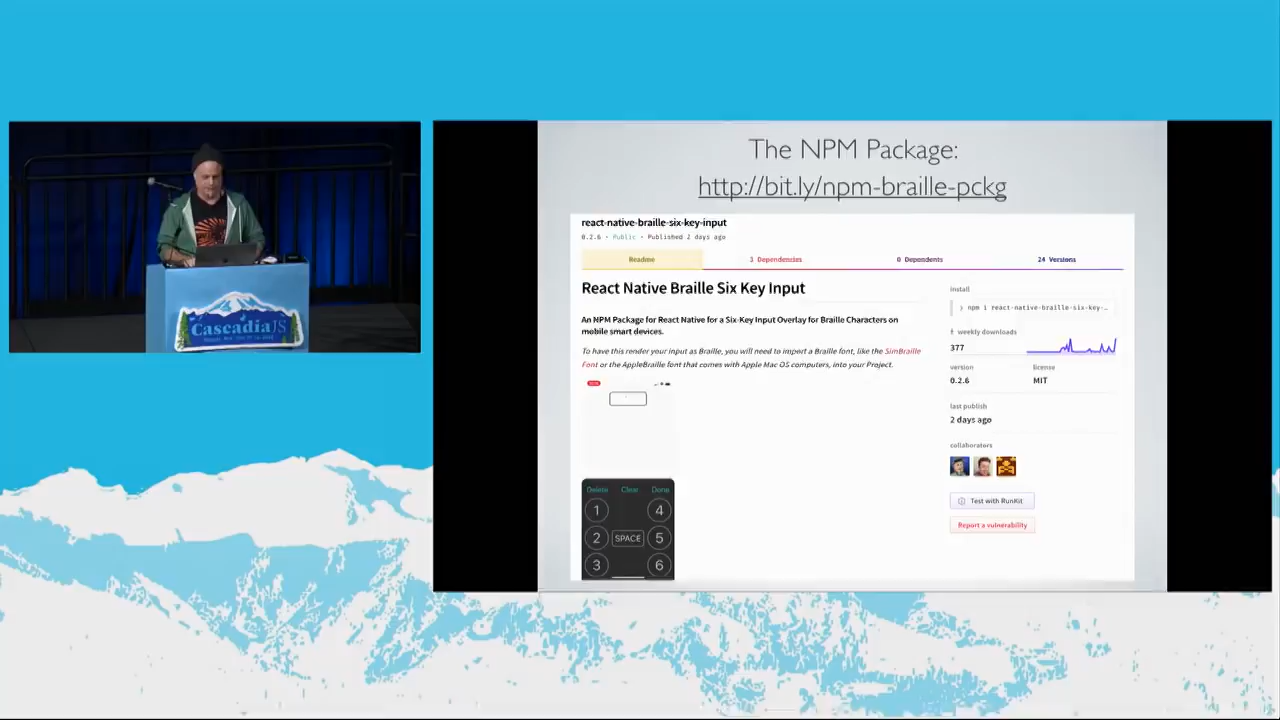 CascadiaJS
The NPM Package:
http://bit.ly/npm-braille-pckg
react-native-braille-six-key-input
0.2.6 • Public • Published 2 days ago
Readme
3 Dependencies
0 Dependents
24 Versions
React Native Braille Six Key Input
An NPM Package for React Native for a Six-Key Input Overlay for Braille Characters on
mobile smart devices.
To have this render your input as Braille, you will need to import a Braille font, like the SimBraille
Font or the AppleBraille font that comes with Apple Mac OS computers, into your Project.
Delete Clear Done
1 4
2 SPACE 5
3 6
install
> npm i react-native-braille-six-key-…
weekly downloads
377
version license
0.2.6 MIT
last publish
2 days ago
collaborators
Test with RunKit
Report a vulnerability